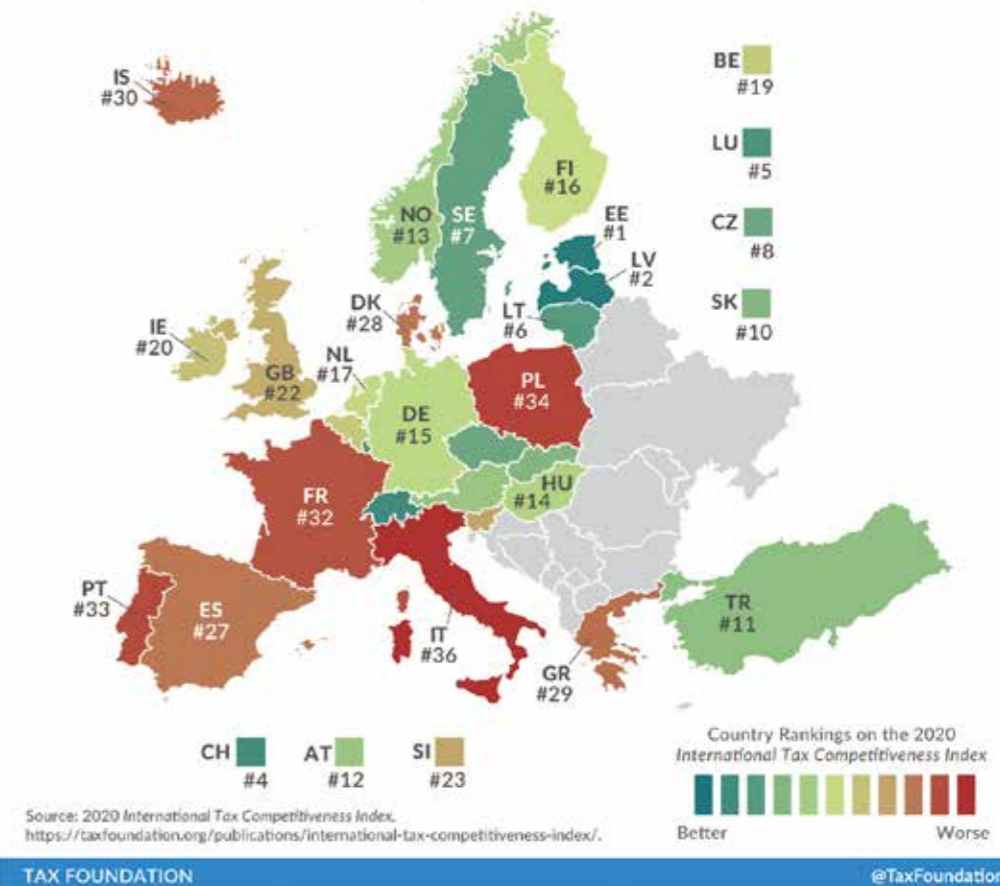 IS
#30
BE
#19
LU
#5
FI
#16
NO
#13
SE
#7
EE
#1
CZ
#8
LV
#2
DK
#28
LT
#6
SK
#10
IE
#20
NL
#17
GB
#22
PL
#34
DE
#15
HU
#14
FR
#32
PT
#33
ES
#27
TR
#11
IT
#36
GR
#29
CH
#4
AT
#12
SI
#23
Country Rankings on the 2020
International Tax Competitiveness Index
Better
Worse
Source: 2020 International Tax Competitiveness Index,
https://taxfoundation.org/publications/international-tax-competitiveness-index/.
TAX FOUNDATION
@TaxFoundation